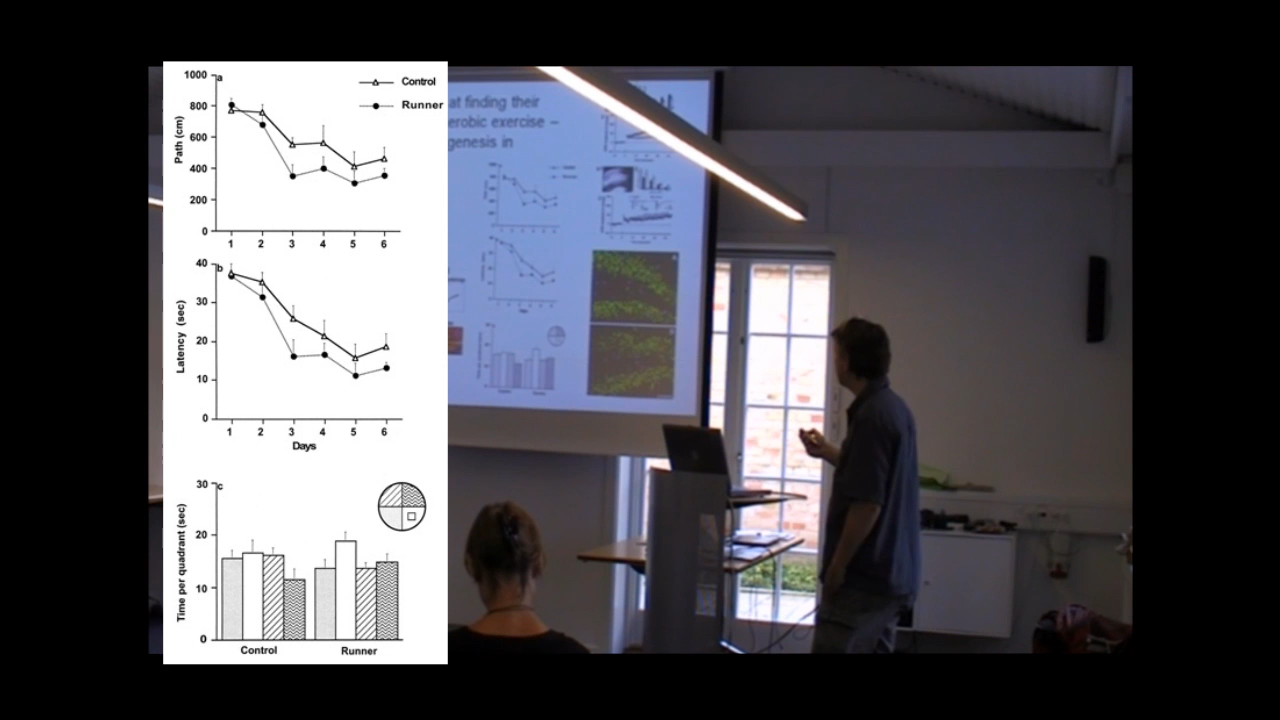 1000
a
Control
800
Runner
600
400
200
0
Path (cm)
1 2 3 4 5 6
40
b
30
20
10
0
Latency (sec)
1 2 3 4 5 6
Days
30
c
20
10
0
Time per quadrant (sec)
Control Runner
at finding their
erobic exercise –
genesis in